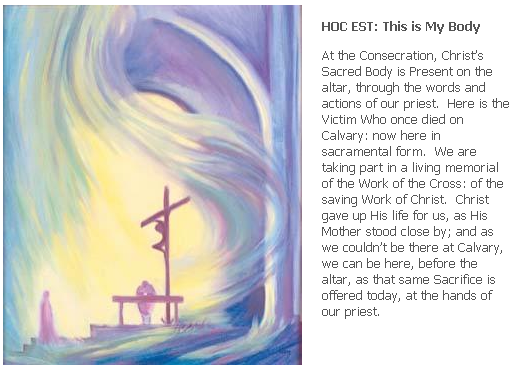 HOC EST: This is My Body
At the Consecration, Christ's
Sacred Body is Present on the
altar, through the words and
actions of our priest.  Here is the
Victim Who once died on
Calvary: now here in
sacramental form.  We are
taking part in a living memorial
of the Work of the Cross: of the
saving Work of Christ.  Christ
gave up His life for us, as His
Mother stood close by; and as
we couldn't be there at Calvary,
we can be here, before the
altar, as that same Sacrifice is
offered today, at the hands of
our priest.